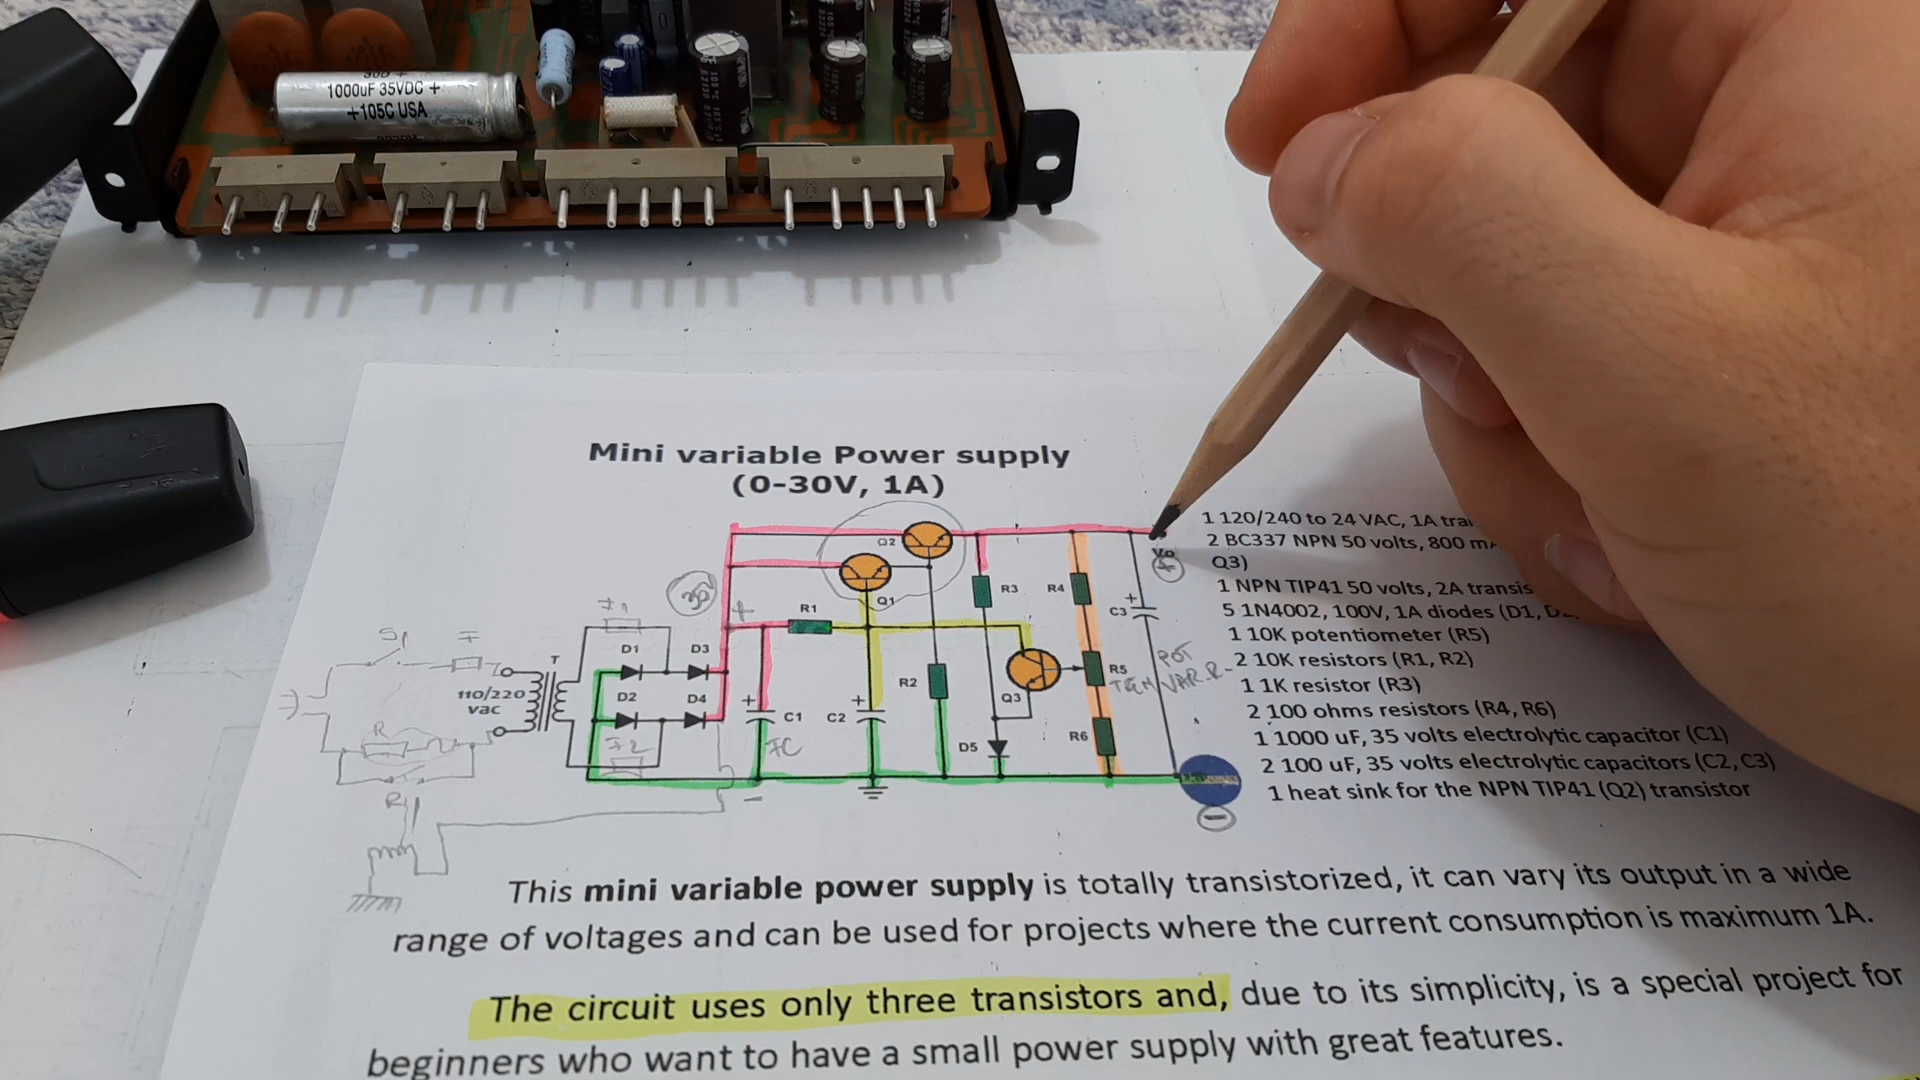 1000uF 35VDC +
+105C USA
Mini variable Power supply
(0-30V, 1A)
1 120/240 to 24 VAC, 1A tra
2 BC337 NPN 50 volts, 800 m
Q3)
1 NPN TIP41 50 volts, 2A transis
5 1N4002, 100V, 1A diodes (D1, D2,
1 10K potentiometer (R5)
2 10K resistors (R1, R2)
1 1K resistor (R3)
2 100 ohms resistors (R4, R6)
1 1000 uF, 35 volts electrolytic capacitor (C1)
2 100 uF, 35 volts electrolytic capacitors (C2, C3)
1 heat sink for the NPN TIP41 (Q2) transistor
Q2
Q1
Vo
+
30
+
R1
R3
R4
C3
+
S1
T
D1
D3
110/220
vac
D2
D4
R2
Q3
R5
POT
VAR
+
C1
C2
+
D5
R6
R
-
-
This mini variable power supply is totally transistorized, it can vary its output in a wide
range of voltages and can be used for projects where the current consumption is maximum 1A.
The circuit uses only three transistors and, due to its simplicity, is a special project for
beginners who want to have a small power supply with great features.